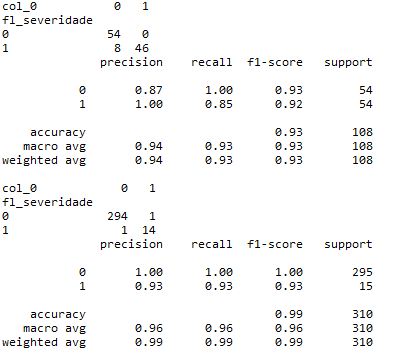 col_0 0 1
fl_severidade
0 54 0
1 8 46
precision recall f1-score support
0 0.87 1.00 0.93 54
1 1.00 0.85 0.92 54
accuracy 0.93 108
macro avg 0.94 0.93 0.93 108
weighted avg 0.94 0.93 0.93 108
col_0 0 1
fl_severidade
0 294 1
1 1 14
precision recall f1-score support
0 1.00 1.00 1.00 295
1 0.93 0.93 0.93 15
accuracy 0.99 310
macro avg 0.96 0.96 0.96 310
weighted avg 0.99 0.99 0.99 310